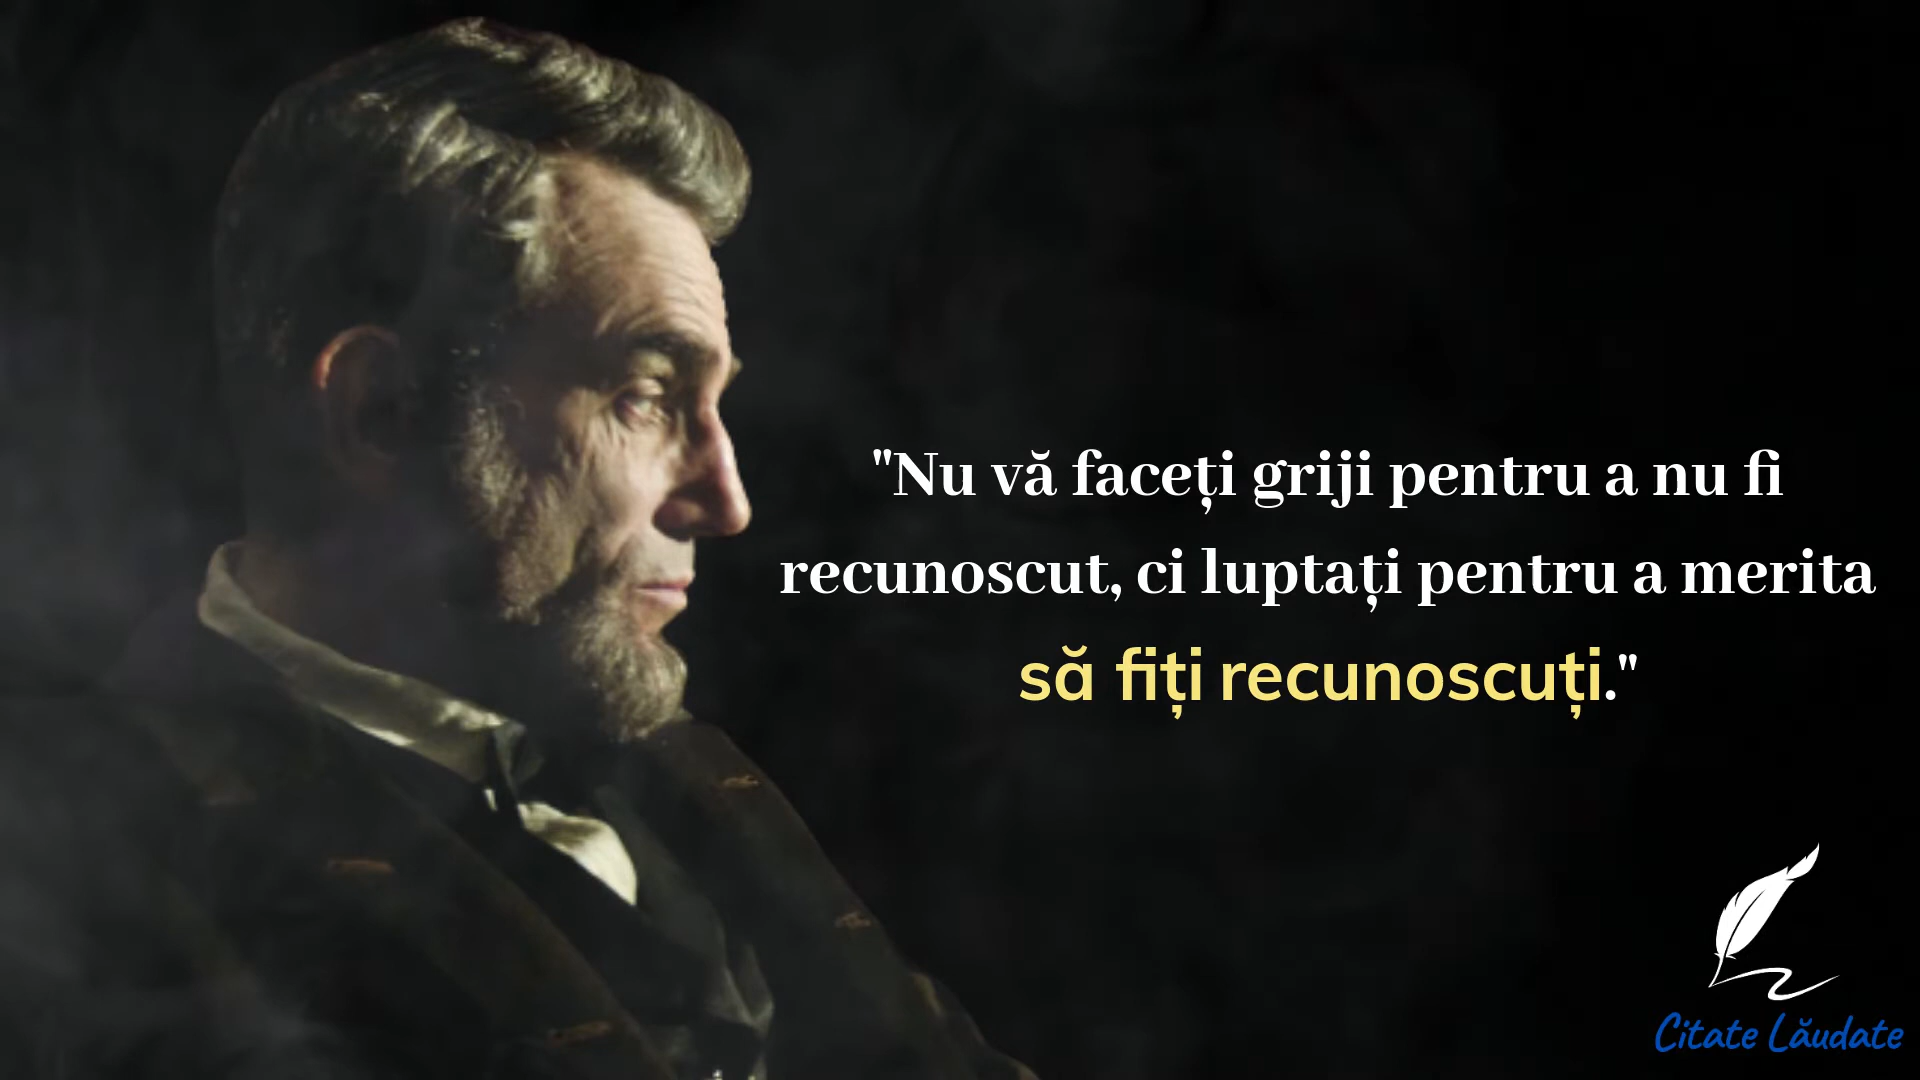 "Nu vă faceți griji pentru a nu fi
recunoscut, ci luptați pentru a merita
să fiți recunoscuți."
Citate Lăudate